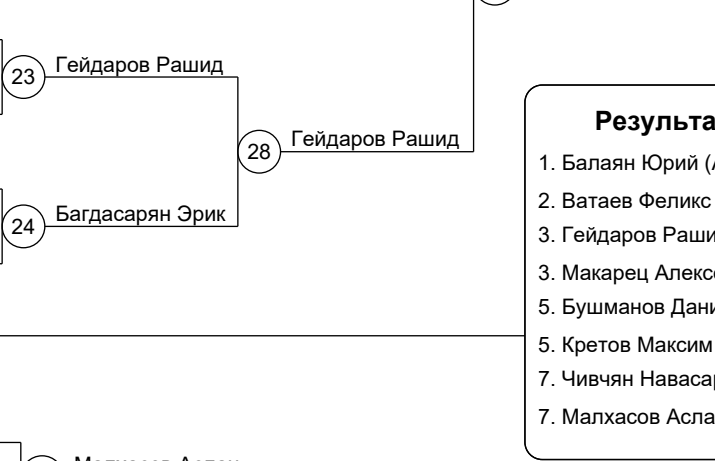 23
Гейдаров Рашид
28
Гейдаров Рашид
24
Багдасарян Эрик
Результа
1. Балаян Юрий (
2. Ватаев Феликс
3. Гейдаров Раши
3. Макарец Алекс
5. Бушманов Дани
5. Кретов Максим
7. Чивчян Наваса
7. Малхасов Асла